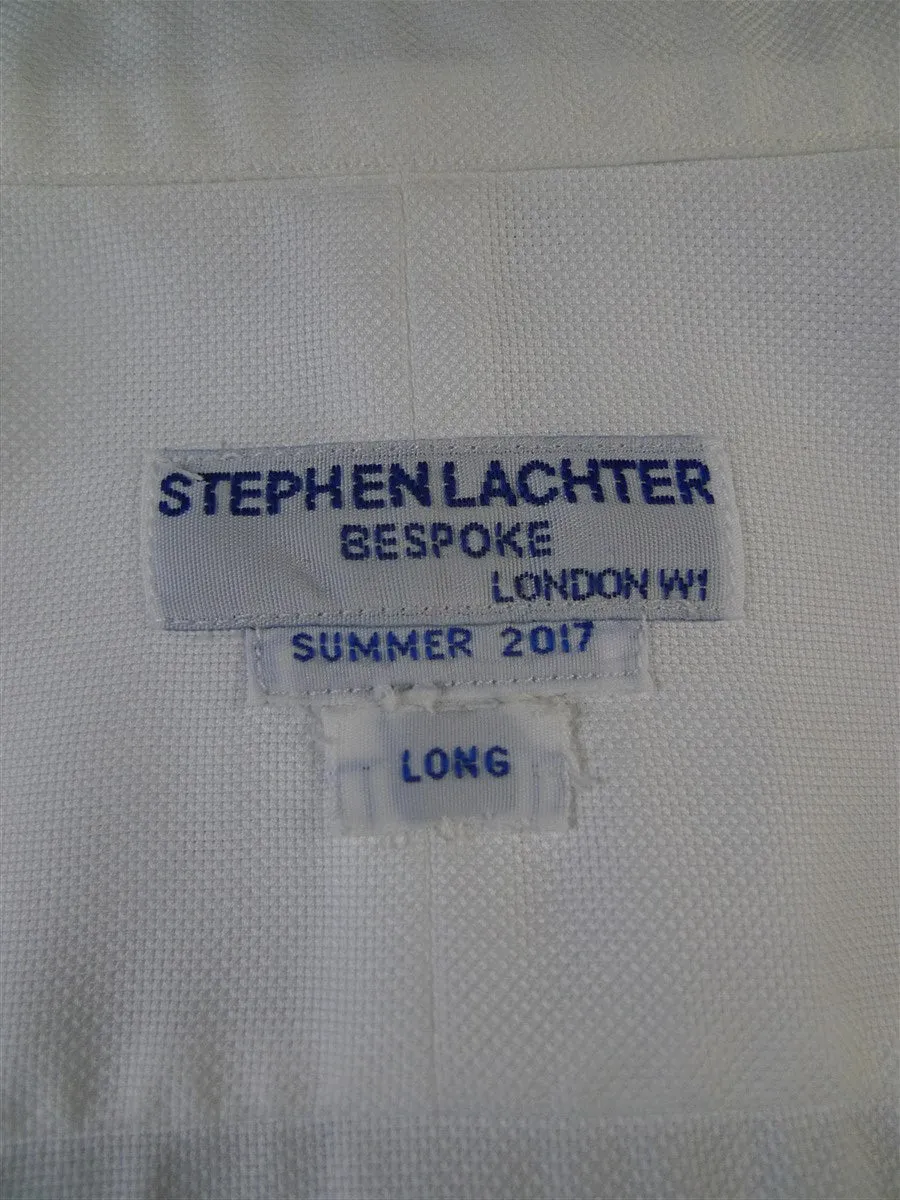 STEPHEN LACHTER
BESPOKE
LONDON W1
SUMMER 2017
LONG